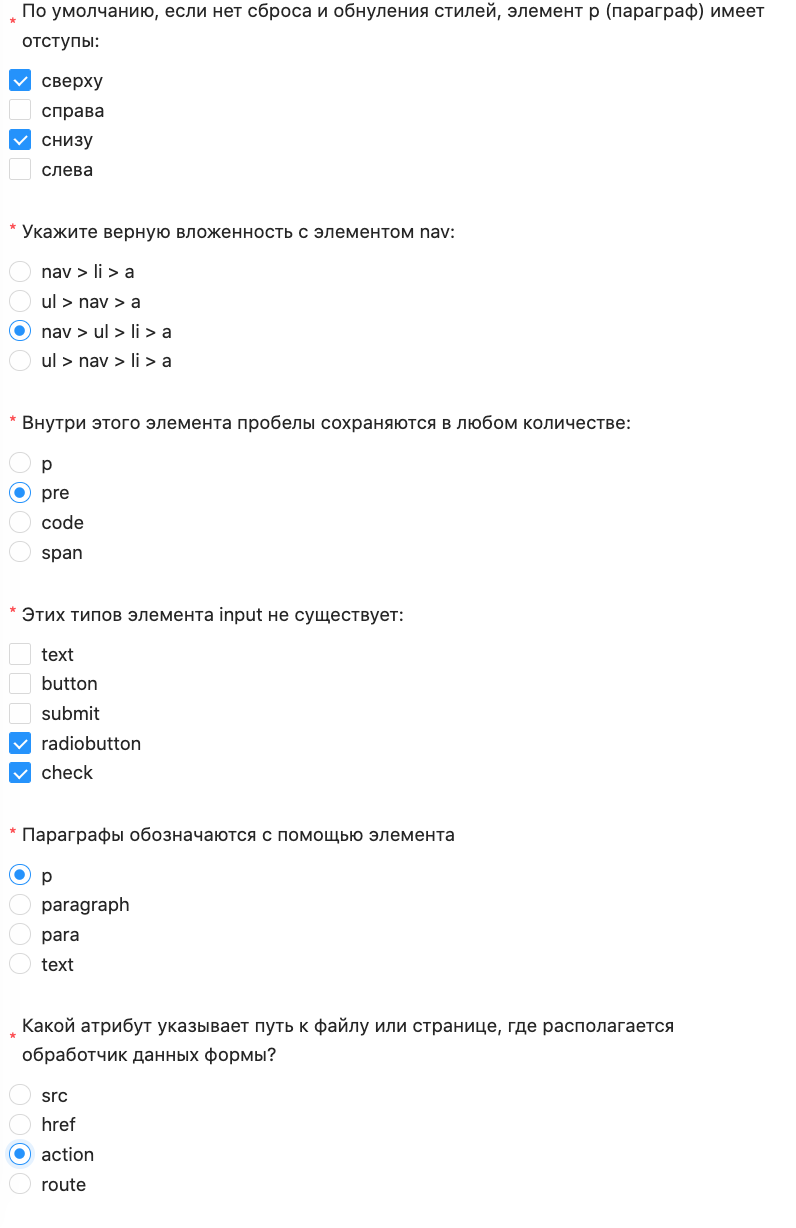 * По умолчанию, если нет сброса и обнуления стилей, элемент p (параграф) имеет
отступы:
сверху
справа
снизу
слева
* Укажите верную вложенность с элементом nav:
nav > li > a
ul > nav > a
nav > ul > li > a
ul > nav > li > a
* Внутри этого элемента пробелы сохраняются в любом количестве:
p
pre
code
span
* Этих типов элемента input не существует:
text
button
submit
radiobutton
check
* Параграфы обозначаются с помощью элемента
p
paragraph
para
text
* Какой атрибут указывает путь к файлу или странице, где располагается
обработчик данных формы?
src
href
action
route